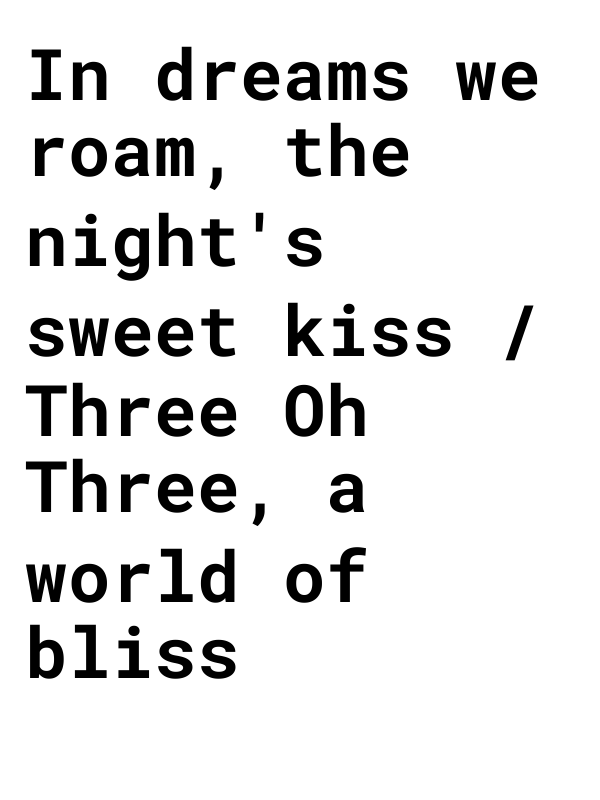 In dreams we
roam, the
night's
sweet kiss /
Three Oh
Three, a
world of
bliss